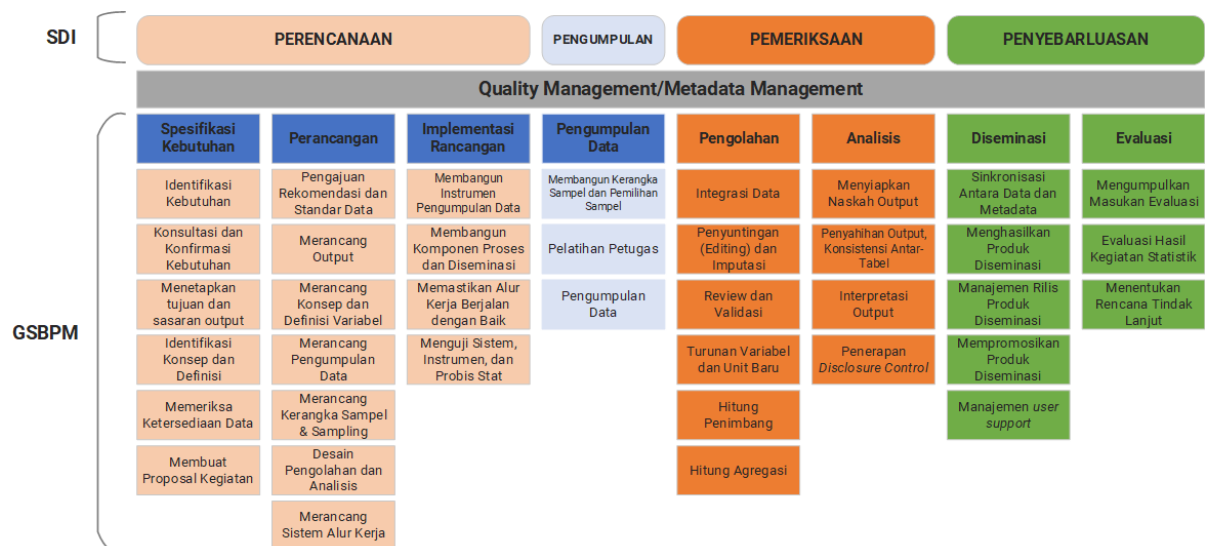 SDI
PERENCANAAN
PENGUMPULAN
PEMERIKSAAN
PENYEBARLUASAN
Quality Management/Metadata Management
GSBPM
Spesifikasi
Kebutuhan
Identifikasi
Kebutuhan
Konsultasi dan
Konfirmasi
Kebutuhan
Menetapkan
tujuan dan
sasaran output
Identifikasi
Konsep dan
Definisi
Memeriksa
Ketersediaan Data
Membuat
Proposal Kegiatan
Perancangan
Pengajuan
Rekomendasi dan
Standar Data
Merancang
Output
Merancang
Konsep dan
Definisi Variabel
Merancang
Pengumpulan
Data
Merancang
Kerangka Sampel
& Sampling
Desain
Pengolahan dan
Analisis
Merancang
Sistem Alur Kerja
Implementasi
Rancangan
Membangun
Instrumen
Pengumpulan Data
Membangun
Komponen Proses
dan Diseminasi
Memastikan Alur
Kerja Berjalan
dengan Baik
Menguji Sistem,
Instrumen, dan
Probis Stat
Pengumpulan
Data
Membangun Kerangka
Sampel dan Pemilihan
Sampel
Pelatihan Petugas
Pengumpulan
Data
Pengolahan
Integrasi Data
Penyuntingan
(Editing) dan
Imputasi
Review dan
Validasi
Turunan Variabel
dan Unit Baru
Hitung
Penimbang
Hitung Agregasi
Analisis
Menyiapkan
Naskah Output
Penyahihan Output,
Konsistensi Antar-
Tabel
Interpretasi
Output
Penerapan
Disclosure Control
Diseminasi
Sinkronisasi
Antara Data dan
Metadata
Menghasilkan
Produk
Diseminasi
Manajemen Rilis
Produk
Diseminasi
Mempromosikan
Produk
Diseminasi
Manajemen user
support
Evaluasi
Mengumpulkan
Masukan Evaluasi
Evaluasi Hasil
Kegiatan Statistik
Menentukan
Rencana Tindak
Lanjut